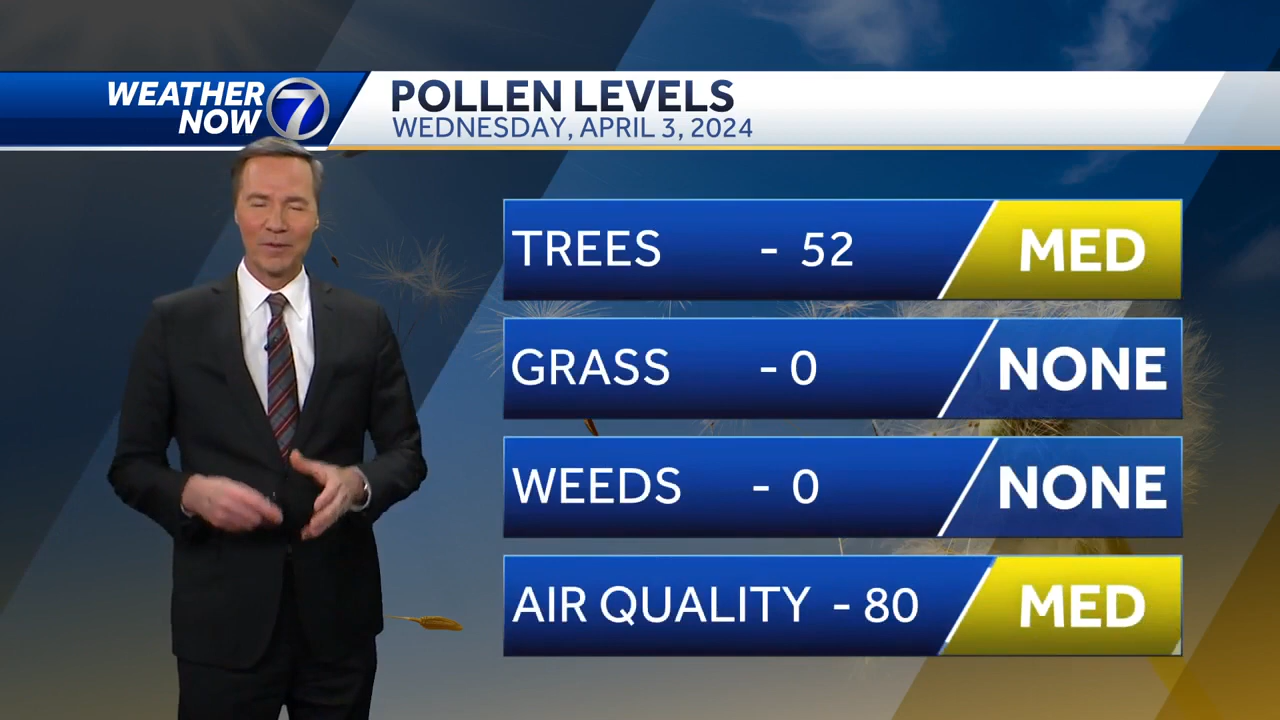 WEATHER
NOW 7
POLLEN LEVELS
WEDNESDAY, APRIL 3, 2024
TREES - 52 MED
GRASS - 0 NONE
WEEDS - 0 NONE
AIR QUALITY - 80 MED